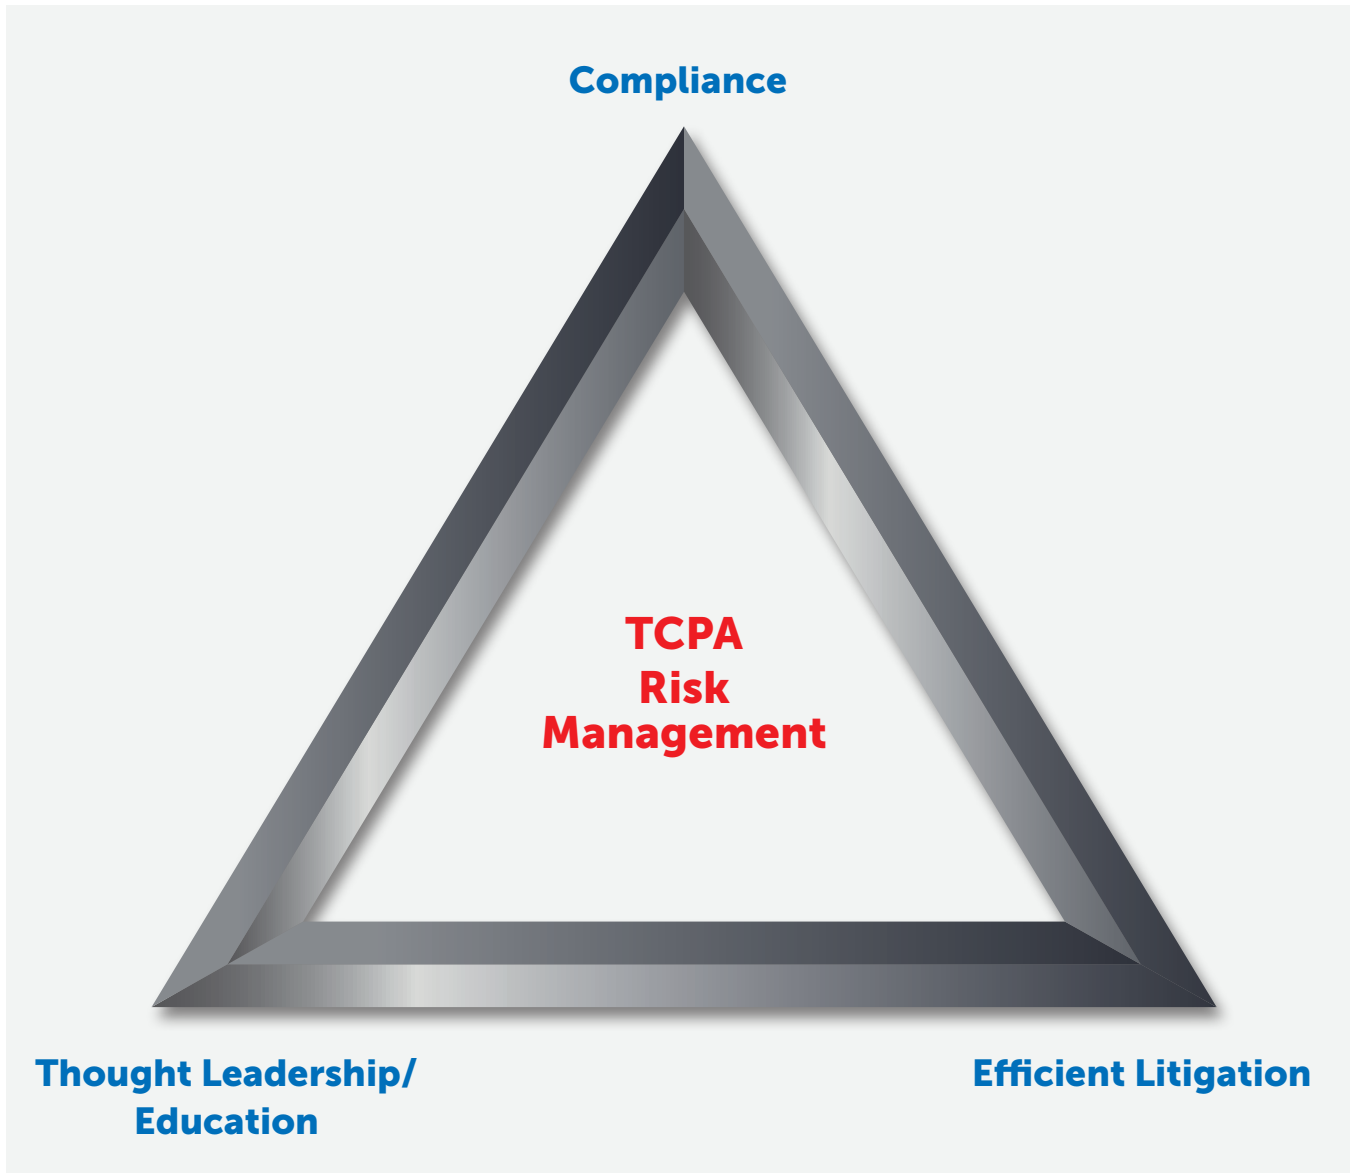 Compliance
TCPA
Risk
Management
Thought Leadership/
Education
Efficient Litigation